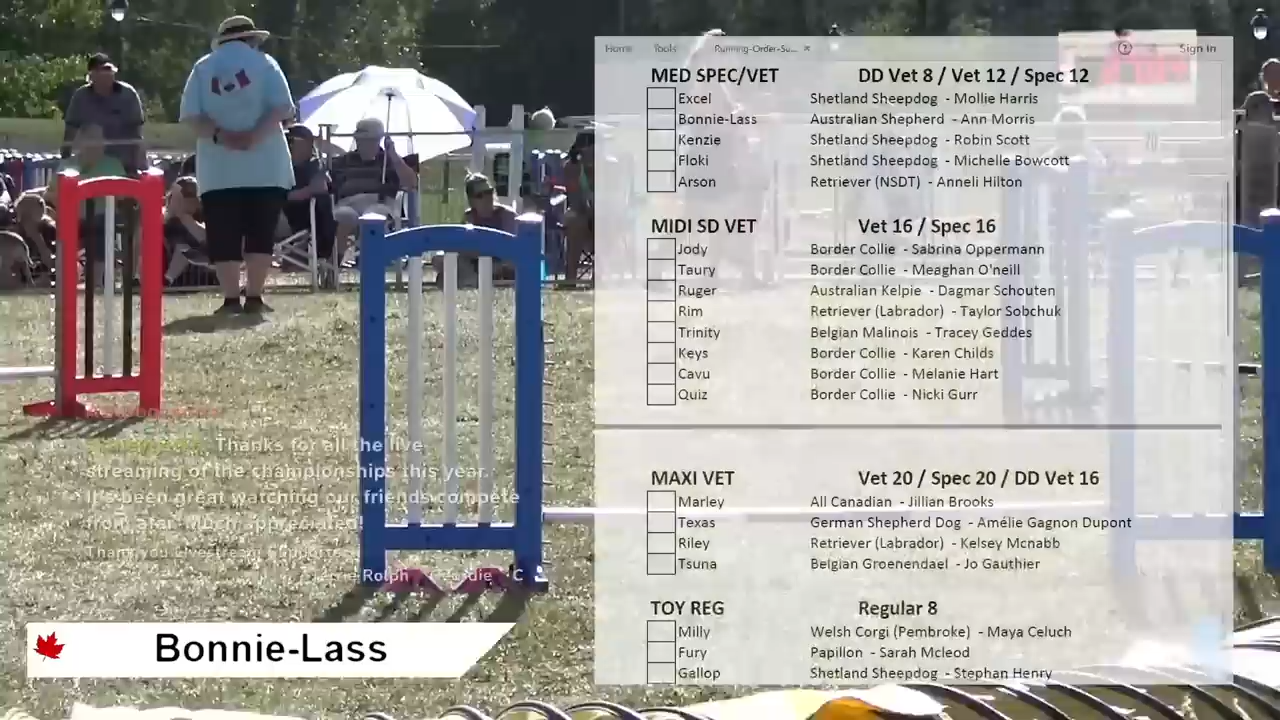 Home Tools Running-Order-Su... × ? Sign In
MED SPEC/VET DD Vet 8 / Vet 12 / Spec 12
Excel Shetland Sheepdog - Mollie Harris
Bonnie-Lass Australian Shepherd - Ann Morris
Kenzie Shetland Sheepdog - Robin Scott
Floki Shetland Sheepdog - Michelle Bowcott
Arson Retriever (NSDT) - Anneli Hilton
MIDI SD VET Vet 16 / Spec 16
Jody Border Collie - Sabrina Oppermann
Taury Border Collie - Meaghan O'neill
Ruger Australian Kelpie - Dagmar Schouten
Rim Retriever (Labrador) - Taylor Sobchuk
Trinity Belgian Malinois - Tracey Geddes
Keys Border Collie - Karen Childs
Cavu Border Collie - Melanie Hart
Quiz Border Collie - Nicki Gurr
MAXI VET Vet 20 / Spec 20 / DD Vet 16
Marley All Canadian - Jillian Brooks
Texas German Shepherd Dog - Amélie Gagnon Dupont
Riley Retriever (Labrador) - Kelsey Mcnabb
Tsuna Belgian Groenendael - Jo Gauthier
TOY REG Regular 8
Milly Welsh Corgi (Pembroke) - Maya Celuch
Fury Papillon - Sarah Mcleod
Gallop Shetland Sheepdog - Stephan Henry
Thanks for all the live
streaming of the championships this year.
It's been great watching our friends compete
from afar. Much appreciated!
Thank you Livestream Supporters
Rolph
Bonnie-Lass